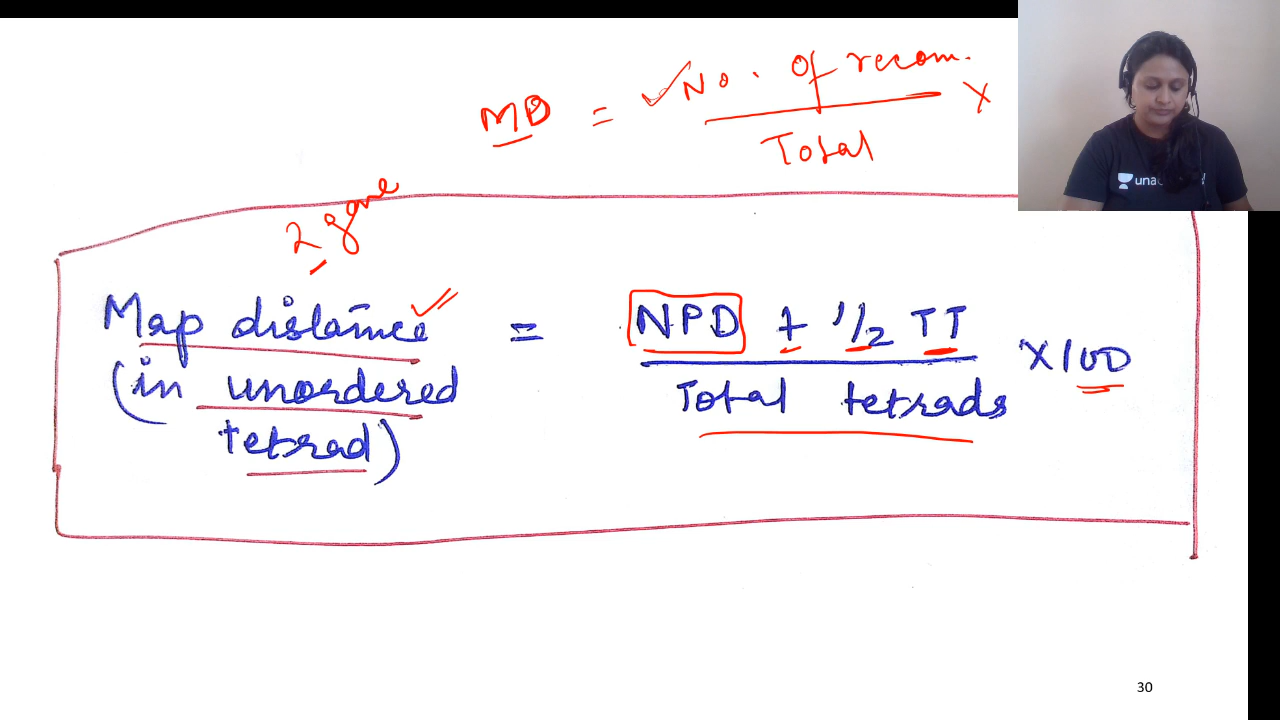 MD = No. of recom. X
Total
2 gene
Map distance = NPD + 1/2 TT X100
(in unordered Total tetrads
tetrad)
30